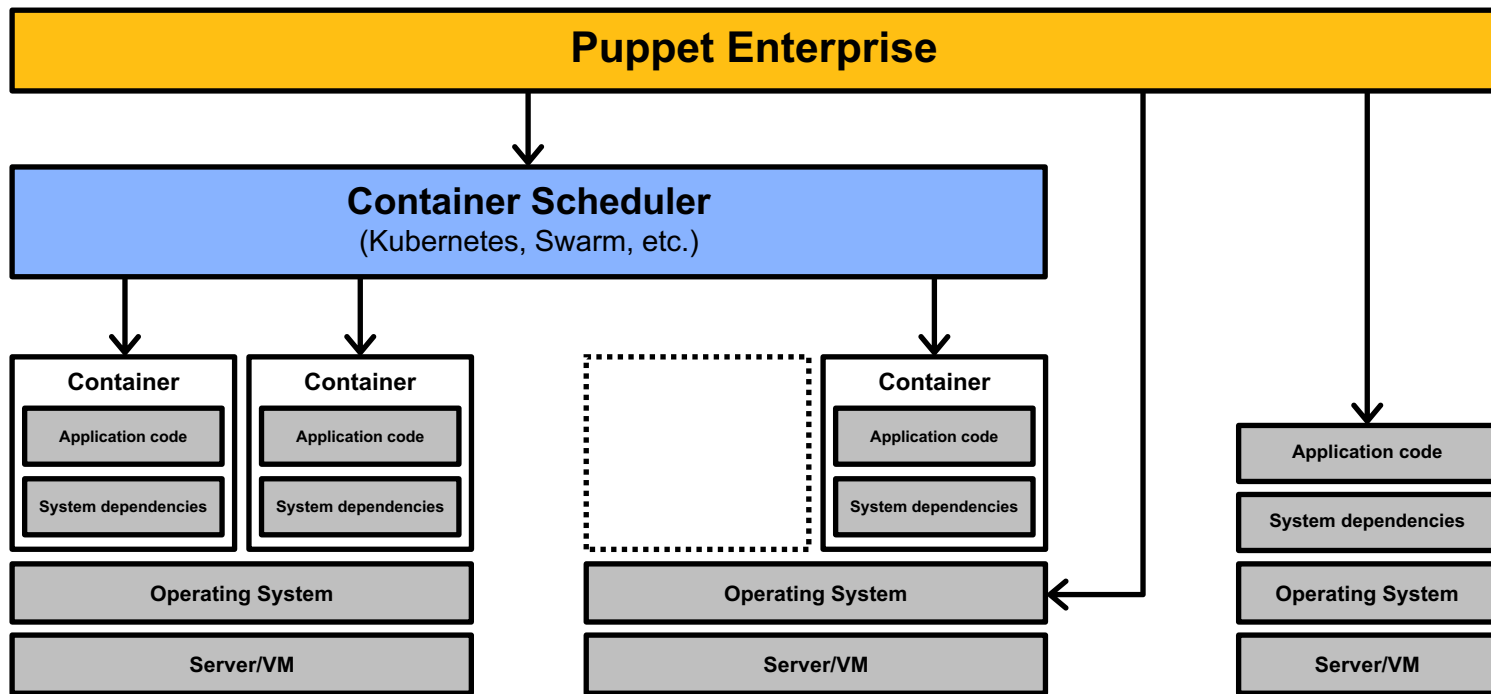 Puppet Enterprise
Container Scheduler
(Kubernetes, Swarm, etc.)
Container
Application code
System dependencies
Container
Application code
System dependencies
Operating System
Server/VM
Container
Application code
System dependencies
Operating System
Server/VM
Application code
System dependencies
Operating System
Server/VM